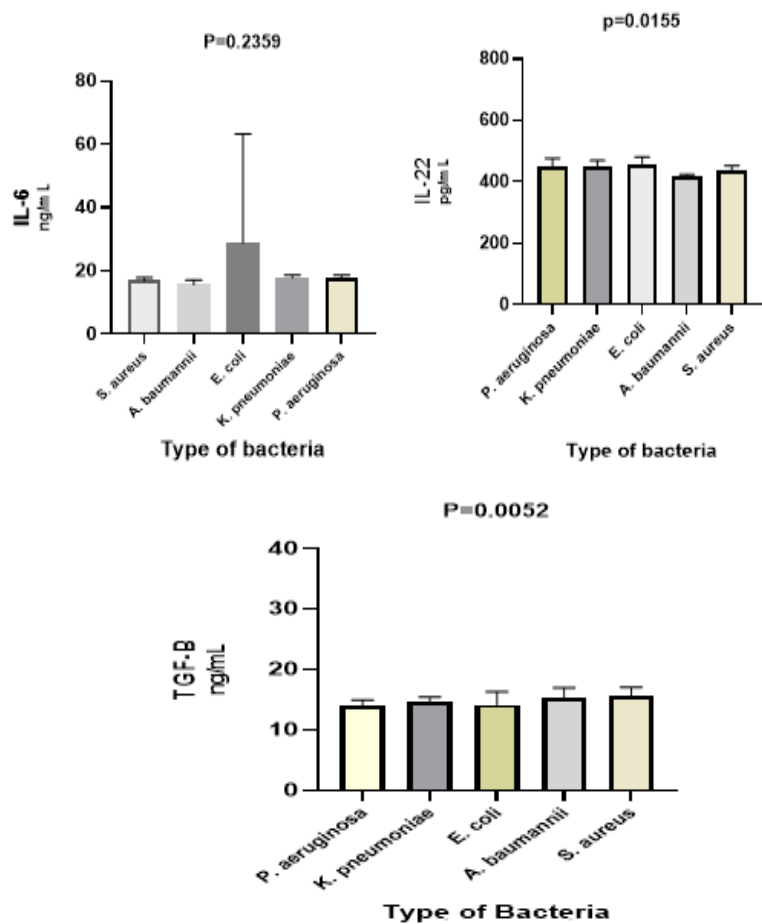 P=0.2359
IL-6
ng/m L
80
60
40
20
0
S. aureus
A. baumannii
E. coli
K. pneumoniae
P. aeruginosa
Type of bacteria
p=0.0155
IL-22
pg/m L
800
600
400
200
0
P. aeruginosa
K. pneumoniae
E. coli
A. baumannii
S. aureus
Type of bacteria
P=0.0052
TGF-B
ng/mL
40
30
20
10
0
P. aeruginosa
K. pneumoniae
E. coli
A. baumannii
S. aureus
Type of Bacteria